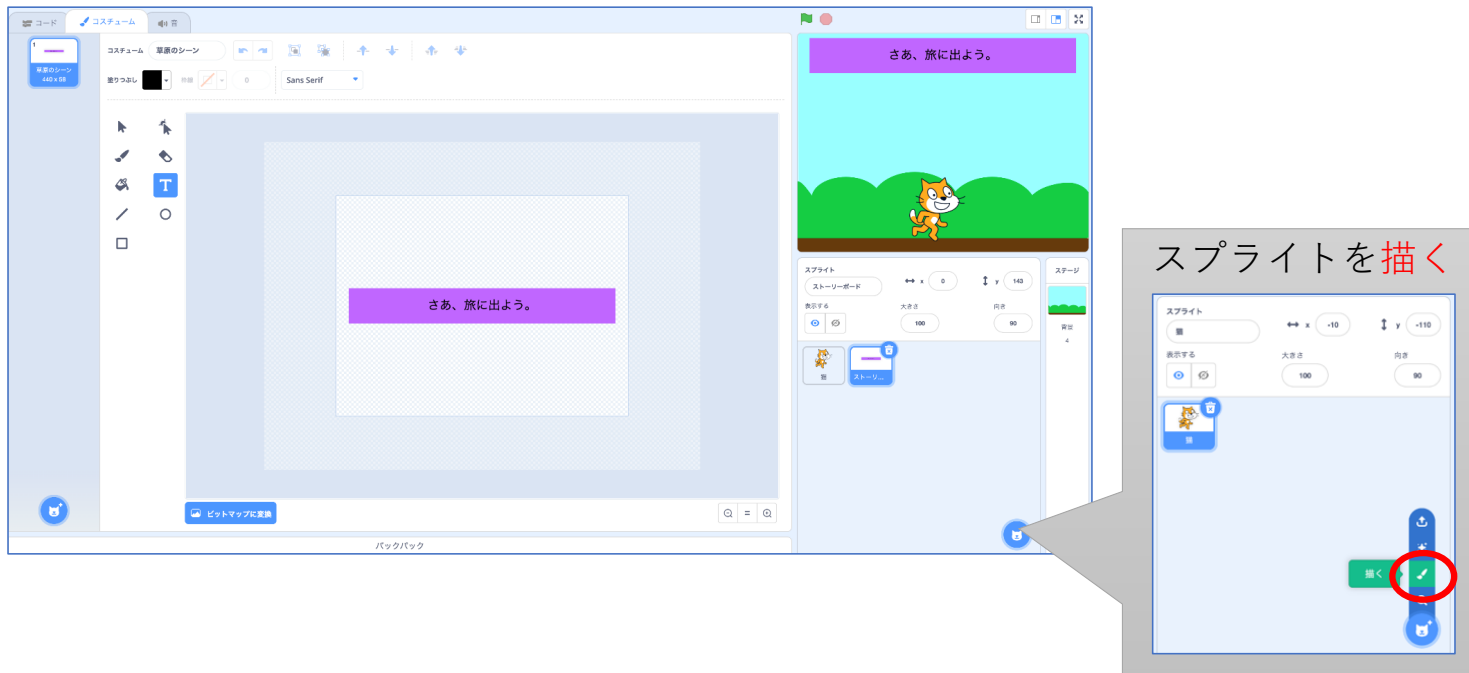 コード
コスチューム
音
1
草原のシーン
440 x 58
コスチューム
草原のシーン
塗りつぶし
枠線
0
Sans Serif
T
さあ、旅に出よう。
ビットマップに変換
=
バックパック
さあ、旅に出よう。
スプライト
ストーリーボード
x
0
y
143
表示する
大きさ
100
向き
90
猫
ストーリ...
ステージ
背景
4
スプライトを描く
スプライト
猫
x
-10
y
-110
表示する
大きさ
100
向き
90
猫
描く